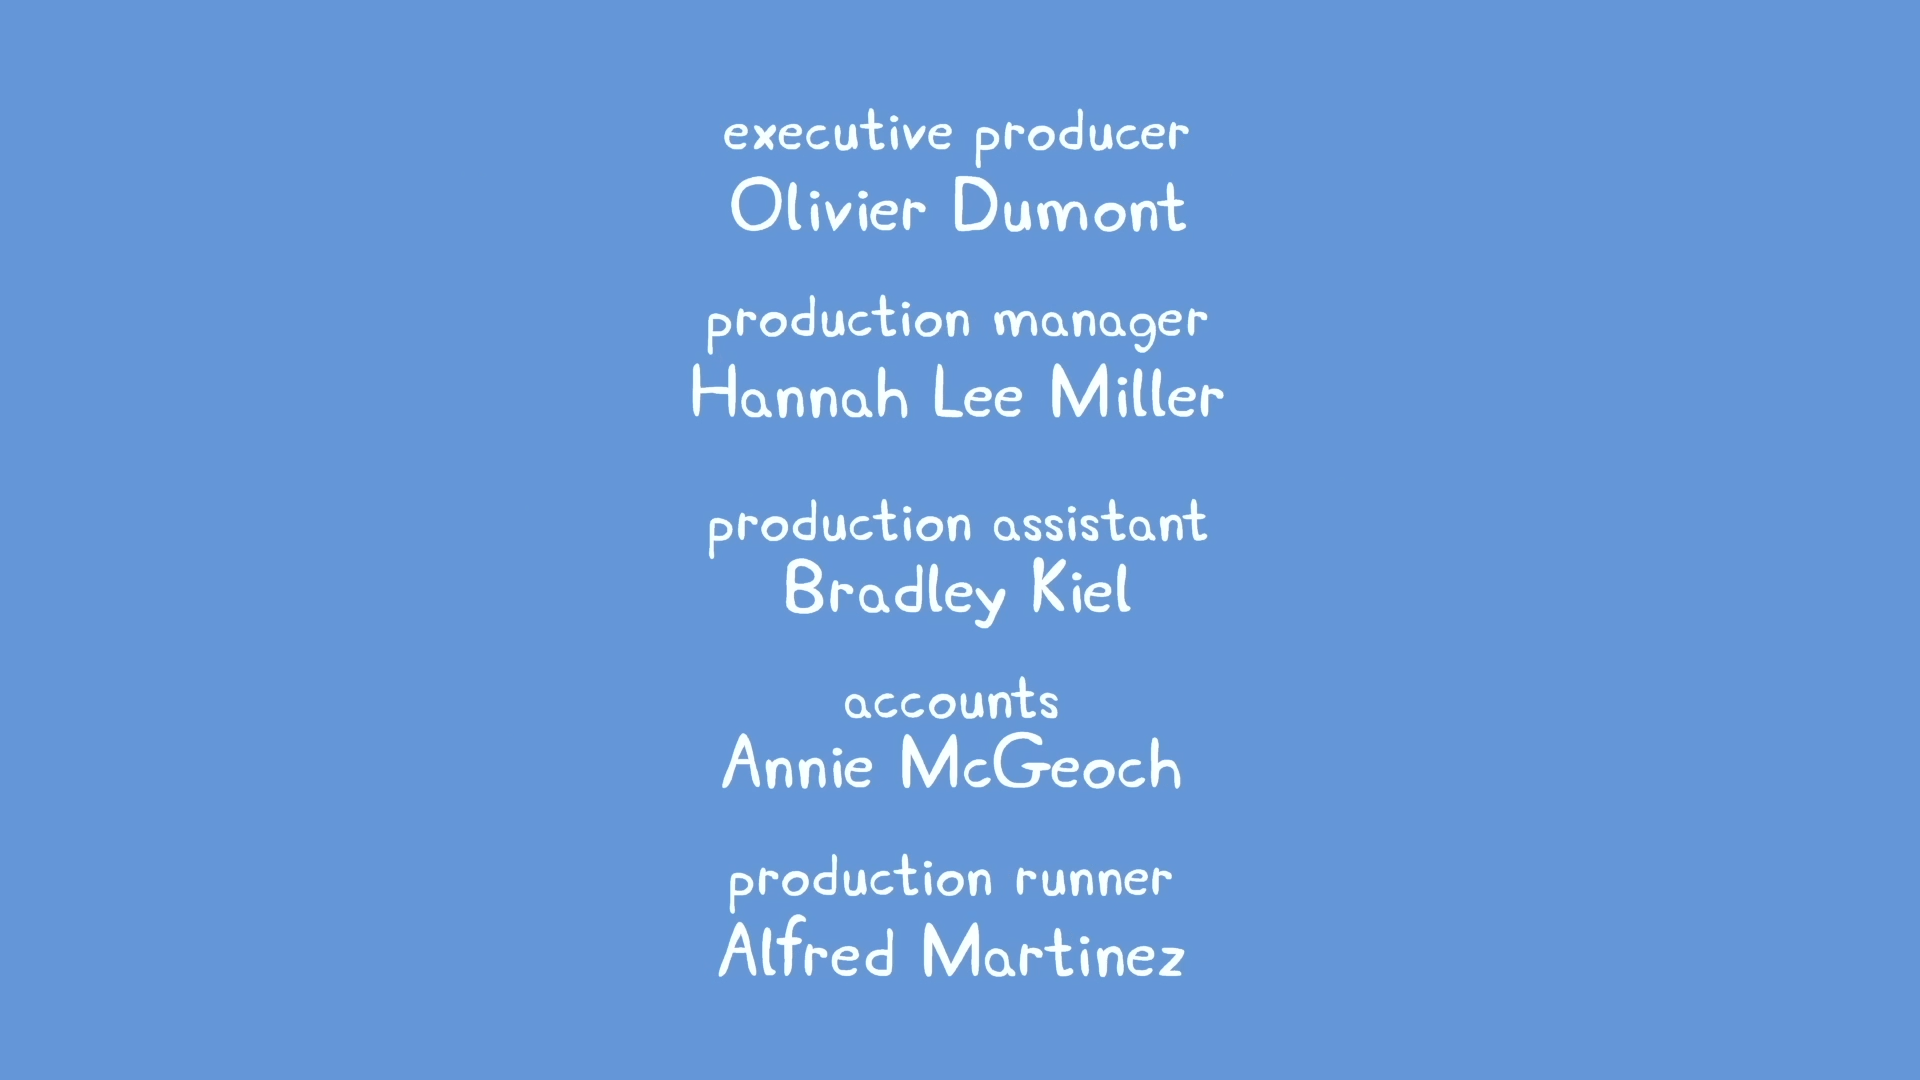 executive producer
Olivier Dumont
production manager
Hannah Lee Miller
production assistant
Bradley Kiel
accounts
Annie McGeoch
production runner
Alfred Martinez